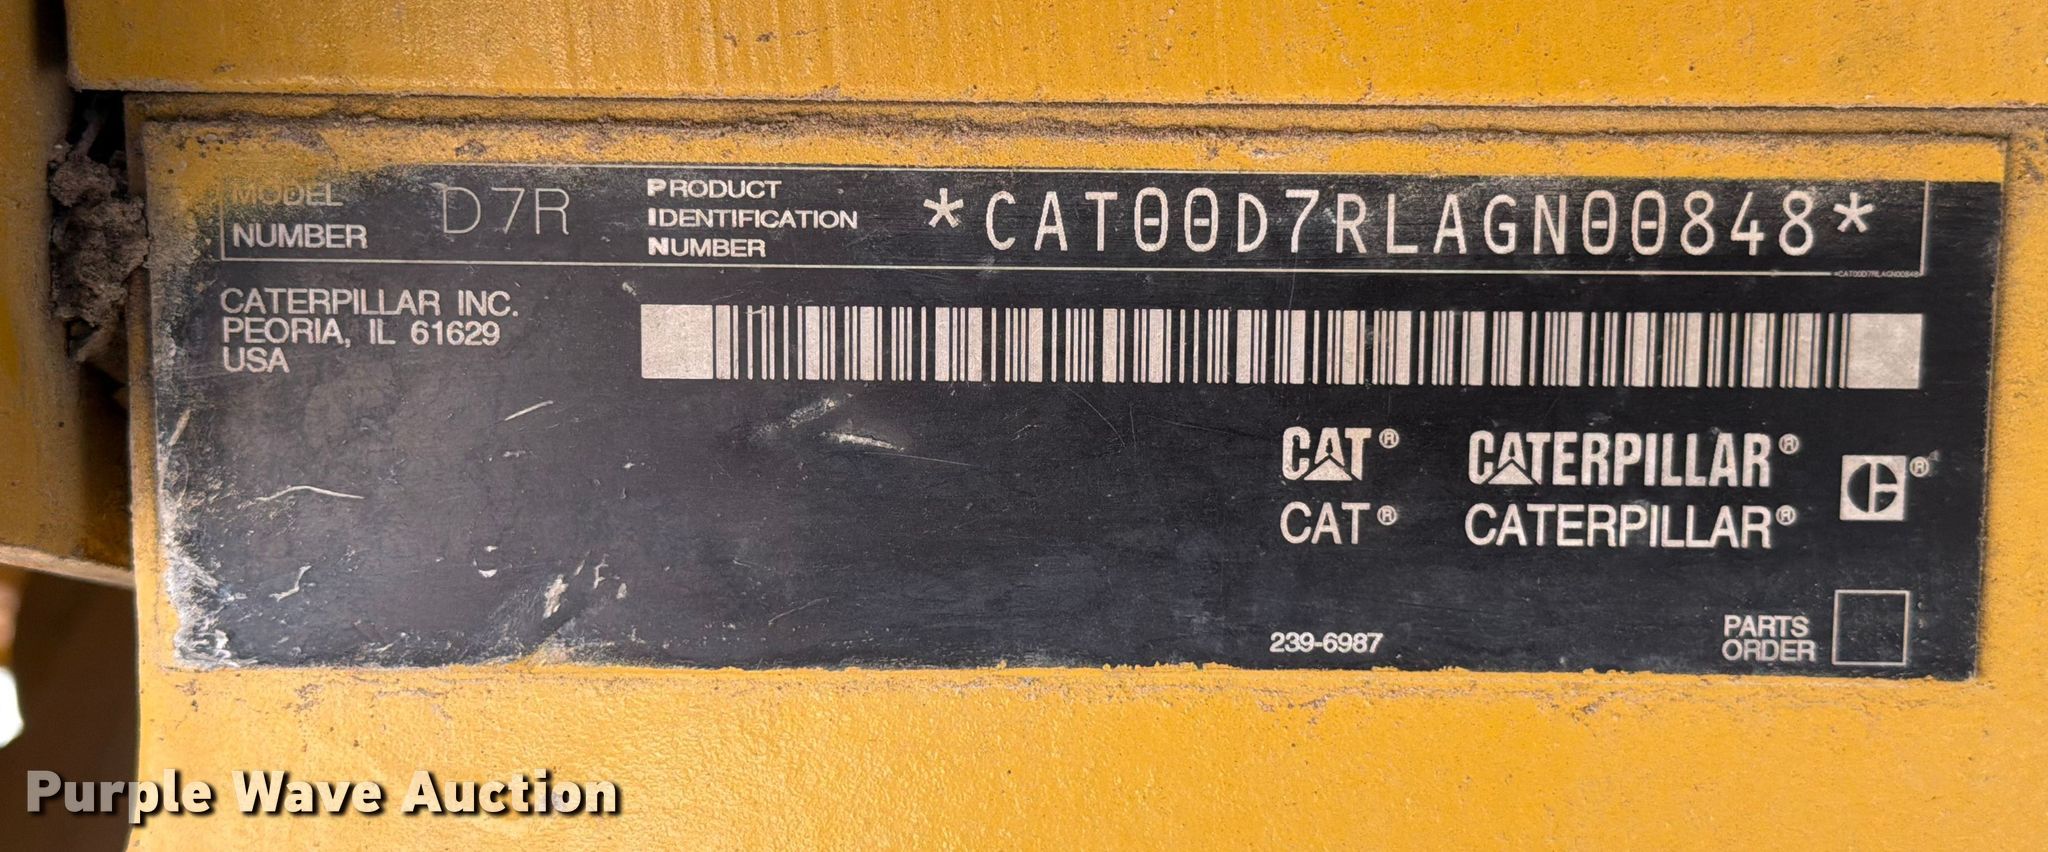 MODEL NUMBER D7R
PRODUCT IDENTIFICATION NUMBER *CAT00D7RLAGN00848*
*CAT00D7RLAGN00848
CATERPILLAR INC.
PEORIA, IL 61629
USA
CAT® CATERPILLAR® ®
CAT® CATERPILLAR®
239-6987
PARTS
ORDER
Purple Wave Auction